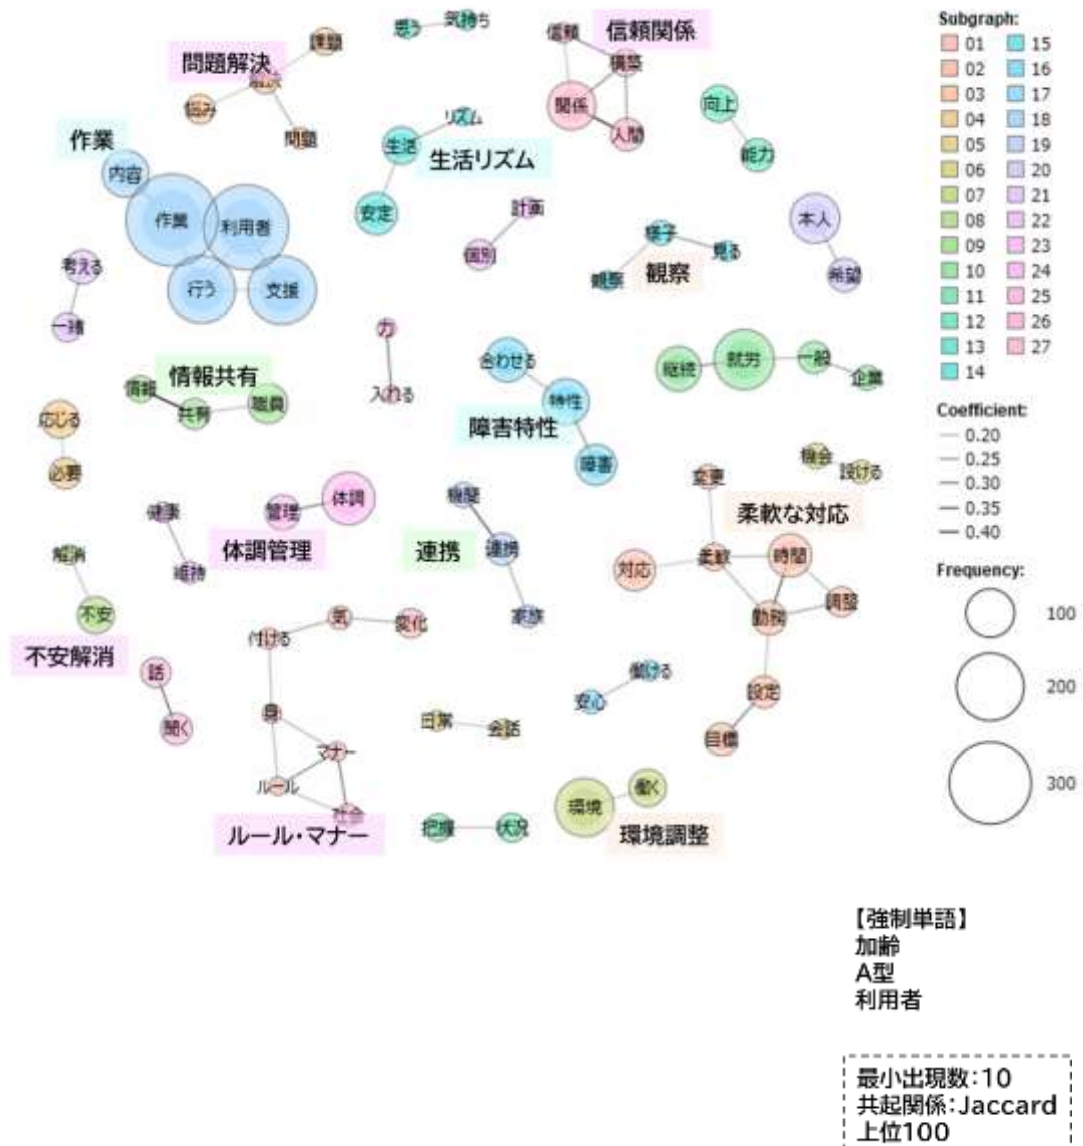 思う
気持ち
課題
問題解決
悩み
問題
信頼関係
信頼
構築
関係
人間
向上
能力
リズム
生活
生活リズム
安定
作業
内容
作業
利用者
行う
支援
計画
個別
様子
見る
観察
観察
本人
希望
考える
一緒
力
入れる
合わせる
特性
障害特性
障害
継続
就労
一般
企業
情報共有
情報
共有
職員
応じる
必要
機会
設ける
変更
柔軟な対応
対応
柔軟
時間
勤務
調整
設定
目標
健康
維持
管理
体調
体調管理
機関
連携
連携
家族
解消
不安
不安解消
話
聞く
付ける
気
変化
身
マナー
ルール
社会
ルール・マナー
日常
会話
安心
働ける
把握
状況
環境
働く
環境調整
Subgraph:
01
02
03
04
05
06
07
08
09
10
11
12
13
14
15
16
17
18
19
20
21
22
23
24
25
26
27
Coefficient:
0.20
0.25
0.30
0.35
0.40
Frequency:
100
200
300
【強制単語】
加齢
A型
利用者
最小出現数:10
共起関係:Jaccard
上位100